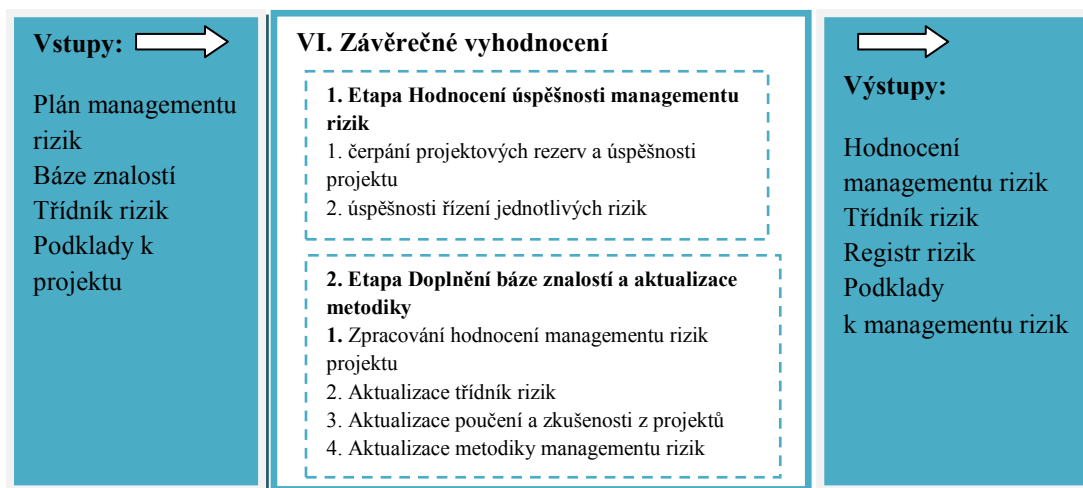 Vstupy:
Plán managementu
rizik
Báze znalostí
Třídník rizik
Podklady k
projektu
VI. Závěrečné vyhodnocení
1. Etapa Hodnocení úspěšnosti managementu
rizik
1. čerpání projektových rezerv a úspěšnosti
projektu
2. úspěšnosti řízení jednotlivých rizik
2. Etapa Doplnění báze znalostí a aktualizace
metodiky
1. Zpracování hodnocení managementu rizik
projektu
2. Aktualizace třídník rizik
3. Aktualizace poučení a zkušenosti z projektů
4. Aktualizace metodiky managementu rizik
Výstupy:
Hodnocení
managementu rizik
Třídník rizik
Registr rizik
Podklady
k managementu rizik